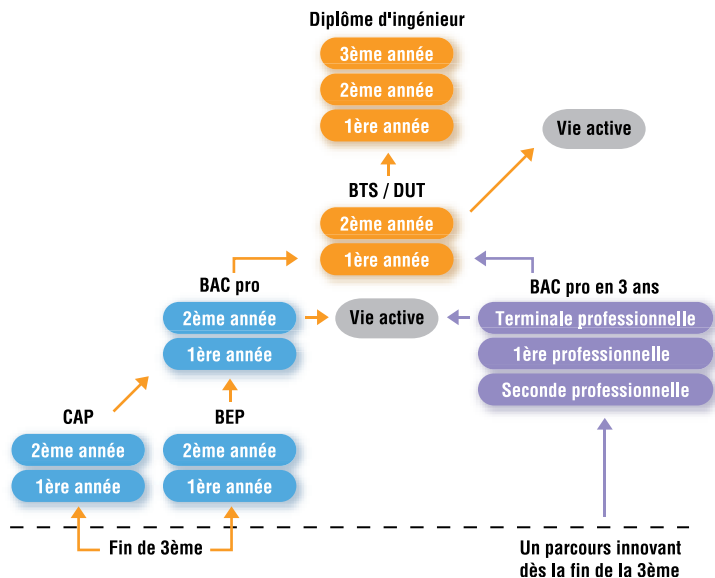 Diplôme d'ingénieur
3ème année
2ème année
1ère année
Vie active
BTS / DUT
2ème année
1ère année
BAC pro
2ème année
1ère année
Vie active
BAC pro en 3 ans
Terminale professionnelle
1ère professionnelle
Seconde professionnelle
CAP
2ème année
1ère année
BEP
2ème année
1ère année
Fin de 3ème
Un parcours innovant
dès la fin de la 3ème